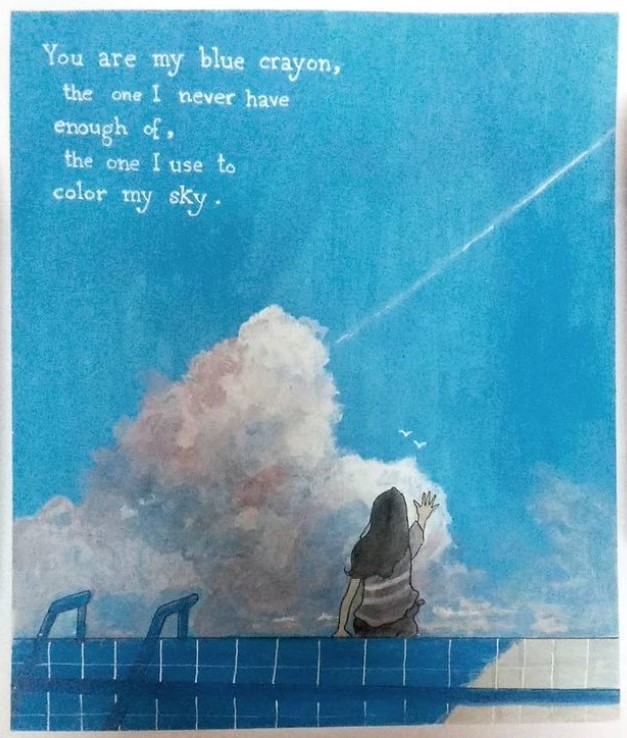 You are my blue crayon,
the one I never have
enough of,
the one I use to
color my sky.